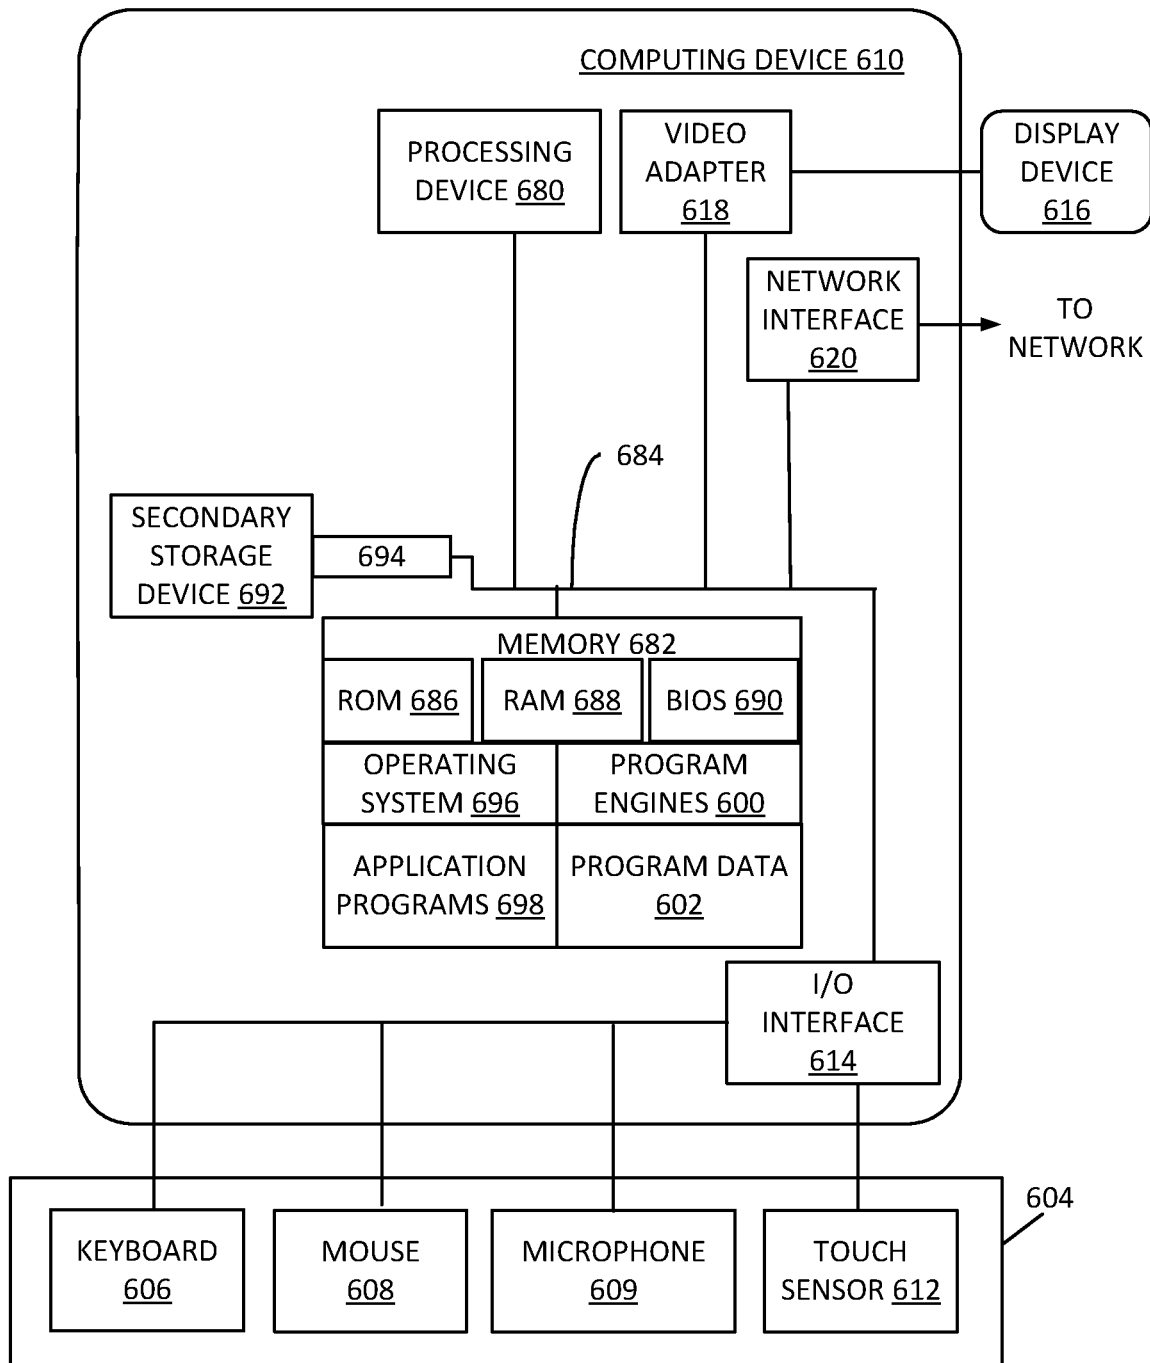 COMPUTING DEVICE 610
PROCESSING
DEVICE 680
VIDEO
ADAPTER
618
DISPLAY
DEVICE
616
NETWORK
INTERFACE
620
TO
NETWORK
684
SECONDARY
STORAGE
DEVICE 692
694
MEMORY 682
ROM 686
RAM 688
BIOS 690
OPERATING
SYSTEM 696
PROGRAM
ENGINES 600
APPLICATION
PROGRAMS 698
PROGRAM DATA
602
I/O
INTERFACE
614
604
KEYBOARD
606
MOUSE
608
MICROPHONE
609
TOUCH
SENSOR 612